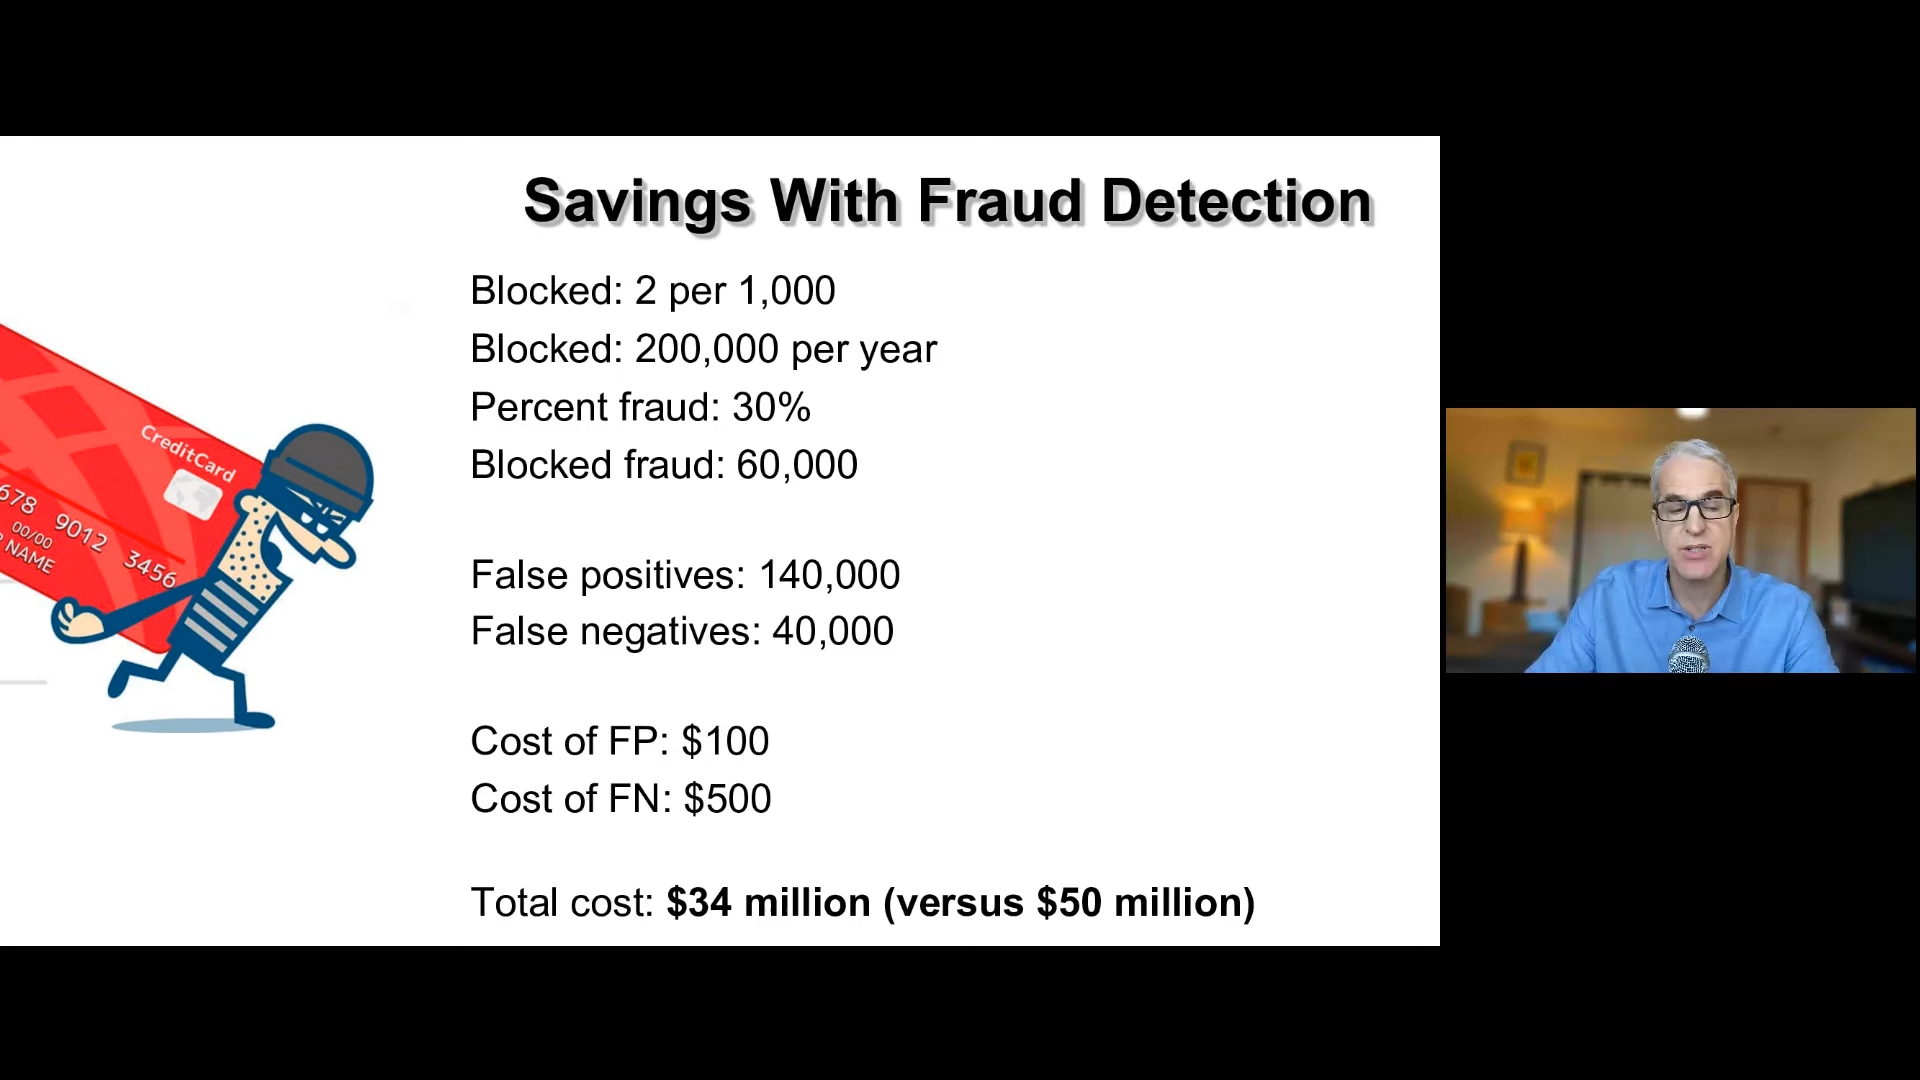 Savings With Fraud Detection
Blocked: 2 per 1,000
Blocked: 200,000 per year
Percent fraud: 30%
Blocked fraud: 60,000
False positives: 140,000
False negatives: 40,000
Cost of FP: $100
Cost of FN: $500
Total cost: $34 million (versus $50 million)
CreditCard
678 9012 3456
00/00
NAME